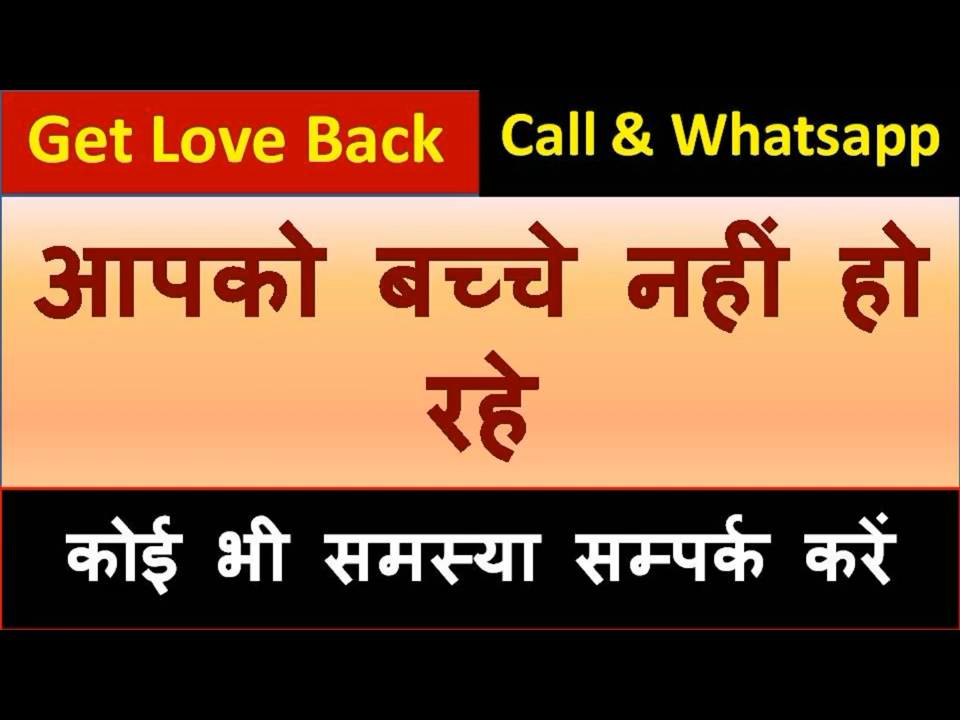 Get Love Back
Call & Whatsapp
आपको बच्चे नहीं हो
रहे
कोई भी समस्या सम्पर्क करें